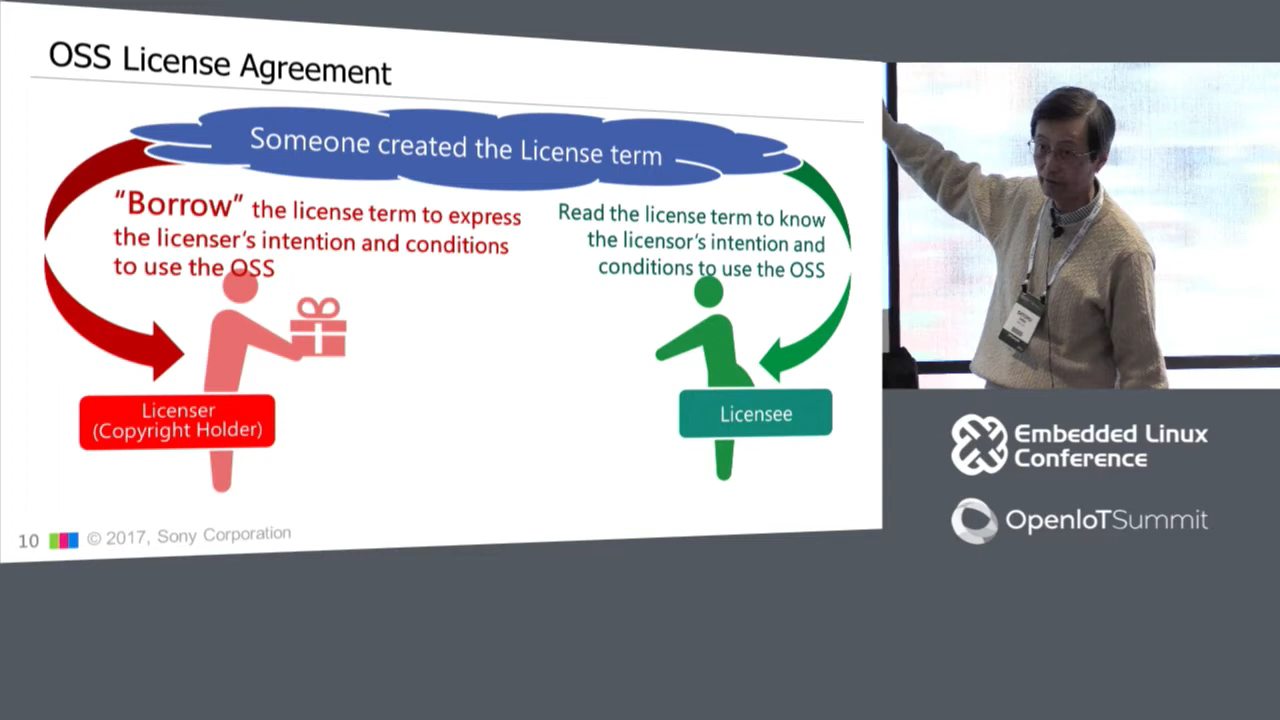 OSS License Agreement
Someone created the License term
“Borrow” the license term to express
the licenser’s intention and conditions
to use the OSS
Read the license term to know
the licensor’s intention and
conditions to use the OSS
Licenser
(Copyright Holder)
Licensee
10
© 2017, Sony Corporation
Embedded Linux
Conference
OpenIoTSummit